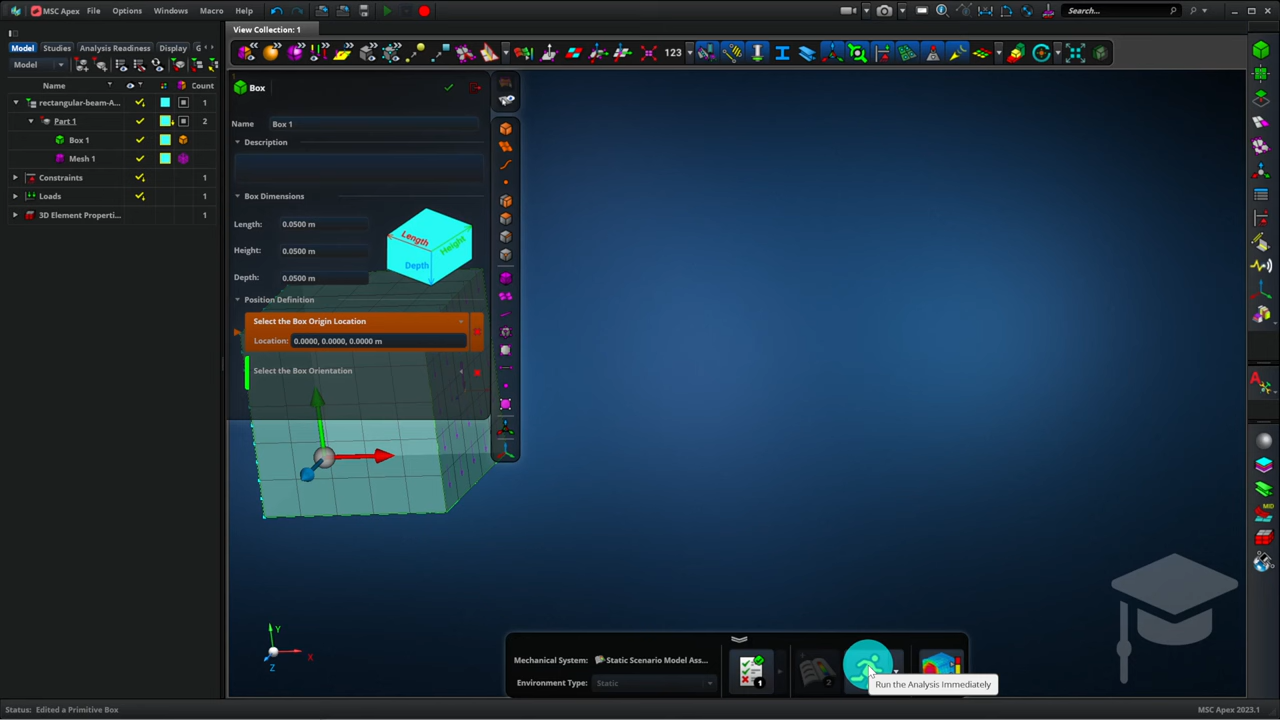 MSC Apex File Options Windows Macro Help Search...
View Collection: 1
Model Studies Analysis Readiness Display
Model
Name Count
rectangular-beam-A... 1
Part 1 2
Box 1
Mesh 1
Constraints 1
Loads 1
3D Element Properti... 1
123
Box
Name Box 1
Description
Box Dimensions
Length: 0.0500 m
Height: 0.0500 m
Depth: 0.0500 m
Length
Height
Depth
Position Definition
Select the Box Origin Location
Location: 0.0000, 0.0000, 0.0000 m
Select the Box Orientation
MID
Y
X
Z
Mechanical System: Static Scenario Model Ass...
Environment Type: Static
1
2
Run the Analysis Immediately
Status: Edited a Primitive Box MSC Apex 2023.1